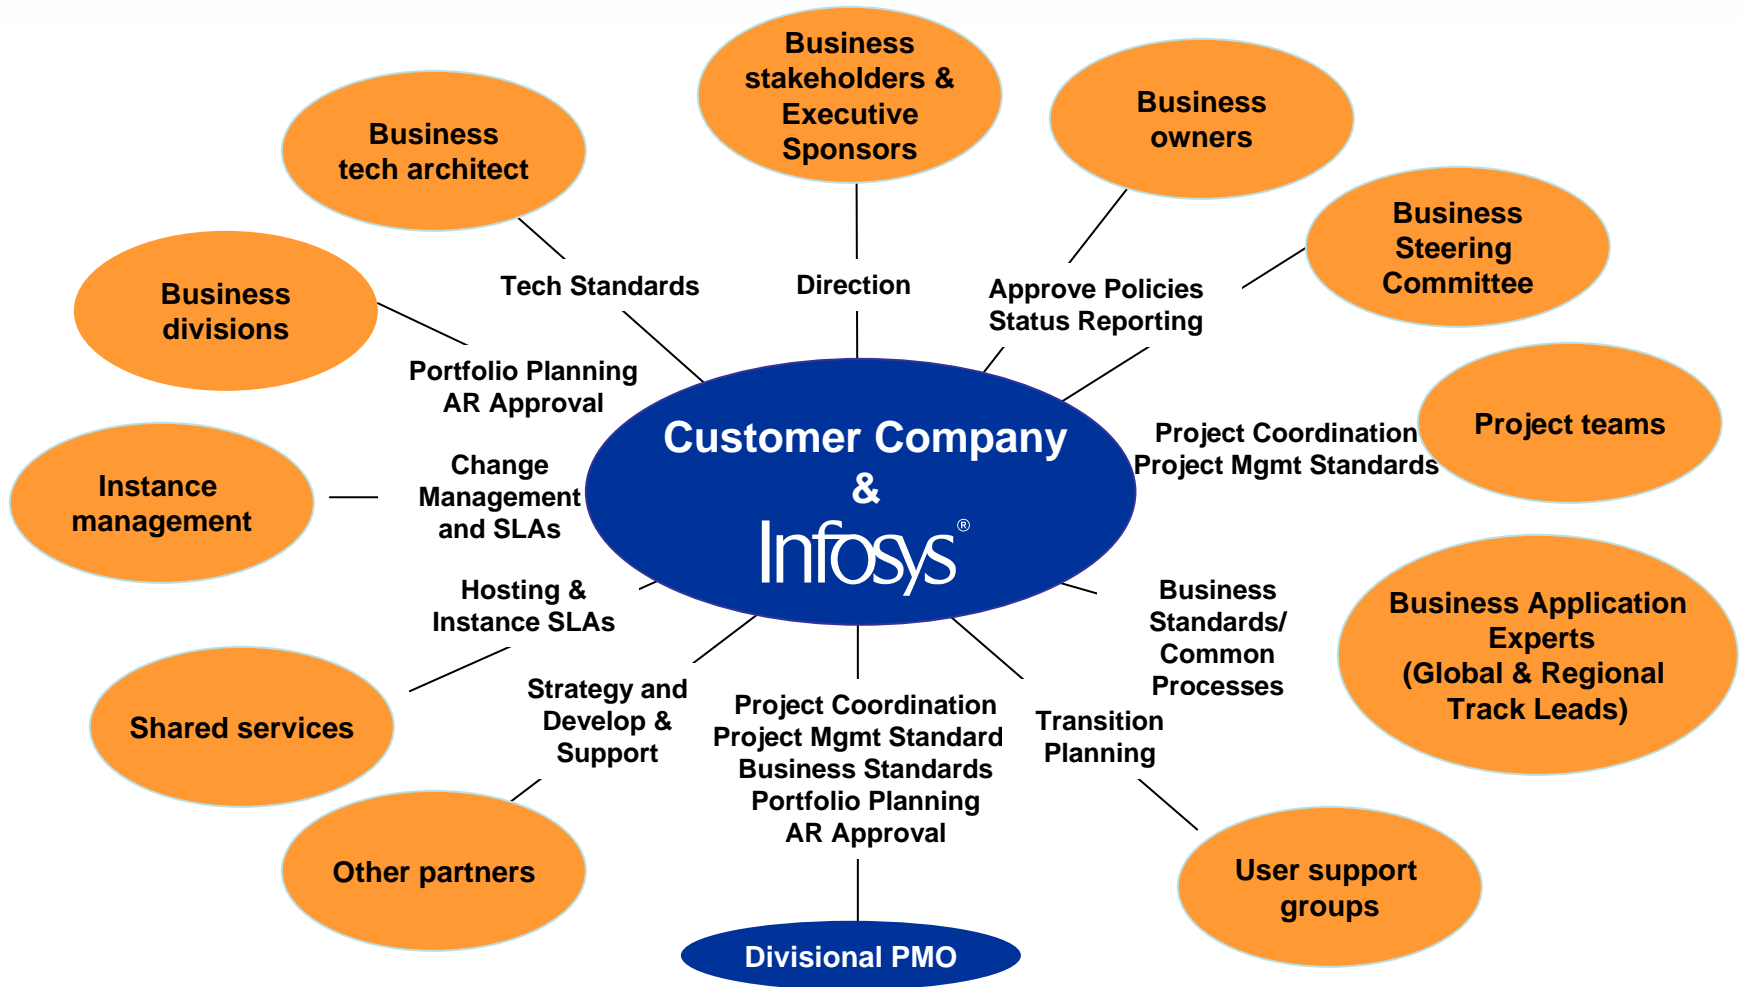 Business
stakeholders &
Executive
Sponsors
Business
owners
Business
tech architect
Business
Steering
Committee
Business
divisions
Tech Standards
Direction
Approve Policies
Status Reporting
Portfolio Planning
AR Approval
Project teams
Project Coordination
Project Mgmt Standards
Customer Company
&
Infosys®
Instance
management
Change
Management
and SLAs
Hosting &
Instance SLAs
Business
Standards/
Common
Processes
Business Application
Experts
(Global & Regional
Track Leads)
Shared services
Strategy and
Develop &
Support
Project Coordination
Project Mgmt Standard
Business Standards
Portfolio Planning
AR Approval
Transition
Planning
Other partners
User support
groups
Divisional PMO